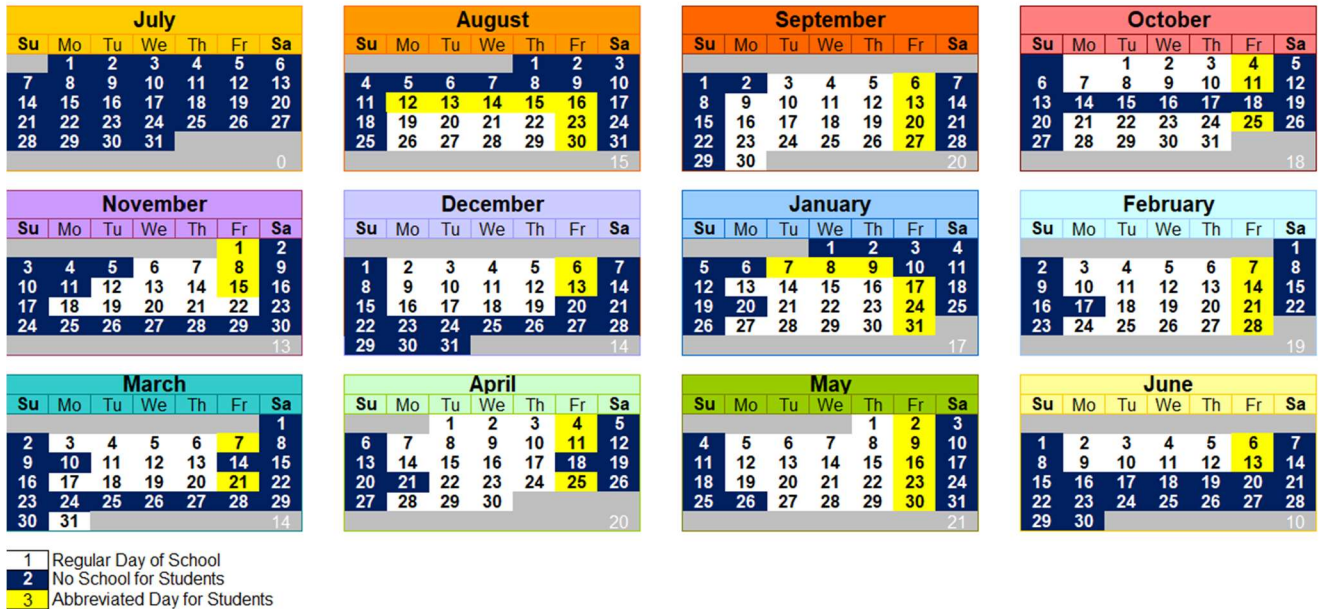 July
Su Mo Tu We Th Fr Sa
1 2 3 4 5 6
7 8 9 10 11 12 13
14 15 16 17 18 19 20
21 22 23 24 25 26 27
28 29 30 31
0
August
Su Mo Tu We Th Fr Sa
1 2 3
4 5 6 7 8 9 10
11 12 13 14 15 16 17
18 19 20 21 22 23 24
25 26 27 28 29 30 31
15
September
Su Mo Tu We Th Fr Sa
1 2 3 4 5 6 7
8 9 10 11 12 13 14
15 16 17 18 19 20 21
22 23 24 25 26 27 28
29 30
20
October
Su Mo Tu We Th Fr Sa
1 2 3 4 5
6 7 8 9 10 11 12
13 14 15 16 17 18 19
20 21 22 23 24 25 26
27 28 29 30 31
18
November
Su Mo Tu We Th Fr Sa
1 2
3 4 5 6 7 8 9
10 11 12 13 14 15 16
17 18 19 20 21 22 23
24 25 26 27 28 29 30
13
December
Su Mo Tu We Th Fr Sa
1 2 3 4 5 6 7
8 9 10 11 12 13 14
15 16 17 18 19 20 21
22 23 24 25 26 27 28
29 30 31 14
January
Su Mo Tu We Th Fr Sa
1 2 3 4
5 6 7 8 9 10 11
12 13 14 15 16 17 18
19 20 21 22 23 24 25
26 27 28 29 30 31
17
February
Su Mo Tu We Th Fr Sa
1
2 3 4 5 6 7 8
9 10 11 12 13 14 15
16 17 18 19 20 21 22
23 24 25 26 27 28
19
March
Su Mo Tu We Th Fr Sa
1
2 3 4 5 6 7 8
9 10 11 12 13 14 15
16 17 18 19 20 21 22
23 24 25 26 27 28 29
30 31 14
April
Su Mo Tu We Th Fr Sa
1 2 3 4 5
6 7 8 9 10 11 12
13 14 15 16 17 18 19
20 21 22 23 24 25 26
27 28 29 30
20
May
Su Mo Tu We Th Fr Sa
1 2 3
4 5 6 7 8 9 10
11 12 13 14 15 16 17
18 19 20 21 22 23 24
25 26 27 28 29 30 31
21
June
Su Mo Tu We Th Fr Sa
1 2 3 4 5 6 7
8 9 10 11 12 13 14
15 16 17 18 19 20 21
22 23 24 25 26 27 28
29 30 10
1 Regular Day of School
2 No School for Students
3 Abbreviated Day for Students